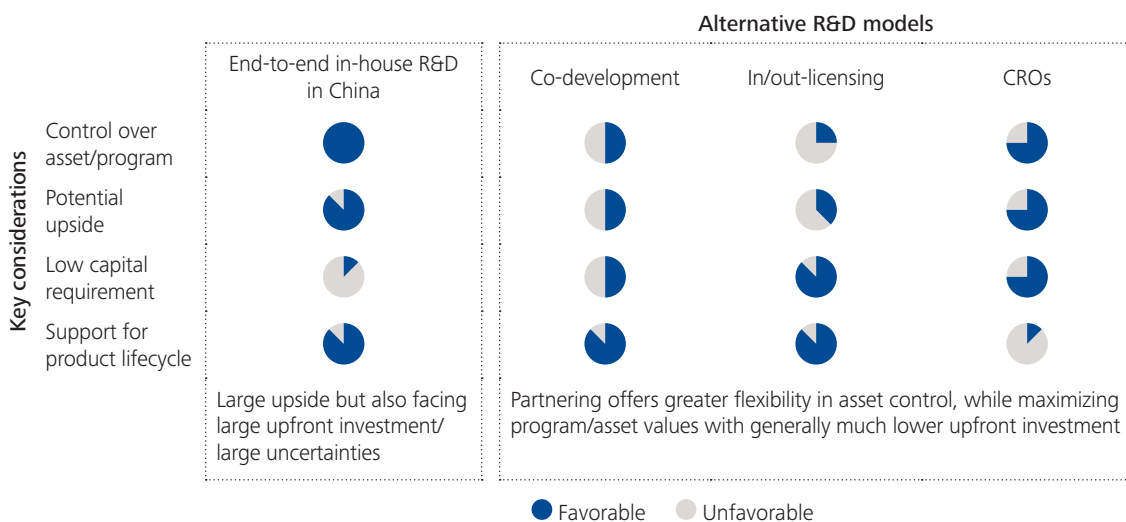 Alternative R&D models
End-to-end in-house R&D
in China
Co-development
In/out-licensing
CROs
Key considerations
Control over
asset/program
Potential
upside
Low capital
requirement
Support for
product lifecycle
Large upside but also facing
large upfront investment/
large uncertainties
Partnering offers greater flexibility in asset control, while maximizing
program/asset values with generally much lower upfront investment
Favorable
Unfavorable